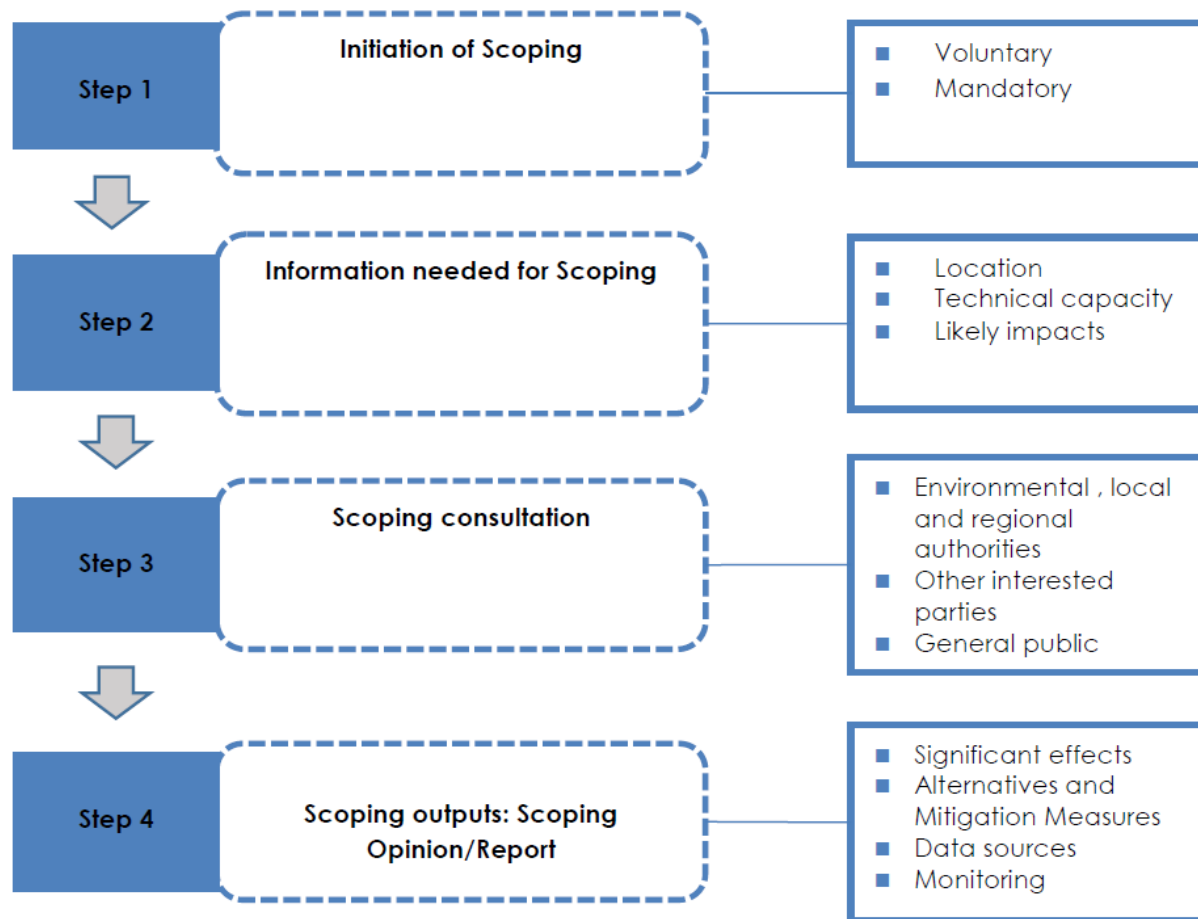 Step 1
Initiation of Scoping
■ Voluntary
■ Mandatory
Step 2
Information needed for Scoping
■ Location
■ Technical capacity
■ Likely impacts
Step 3
Scoping consultation
■ Environmental , local
and regional
authorities
■ Other interested
parties
■ General public
Step 4
Scoping outputs: Scoping
Opinion/Report
■ Significant effects
■ Alternatives and
Mitigation Measures
■ Data sources
■ Monitoring